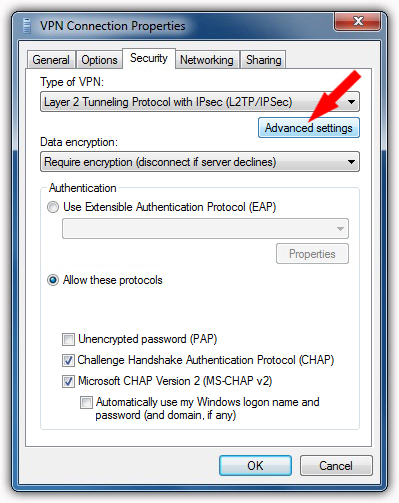 VPN Connection Properties
General Options Security Networking Sharing
Type of VPN:
Layer 2 Tunneling Protocol with IPsec (L2TP/IPSec)
Advanced settings
Data encryption:
Require encryption (disconnect if server declines)
Authentication
Use Extensible Authentication Protocol (EAP)
Properties
Allow these protocols
Unencrypted password (PAP)
Challenge Handshake Authentication Protocol (CHAP)
Microsoft CHAP Version 2 (MS-CHAP v2)
Automatically use my Windows logon name and
password (and domain, if any)
OK Cancel